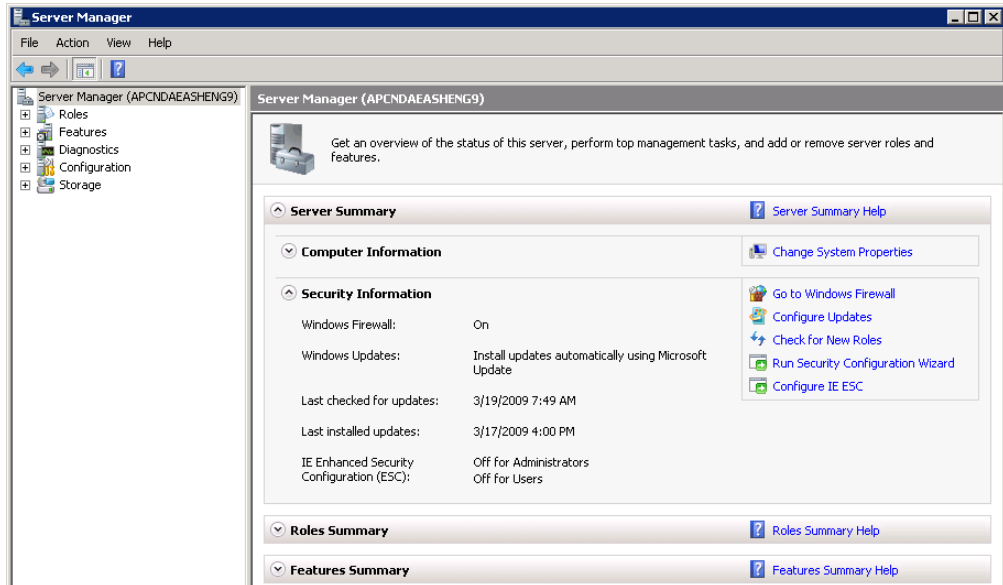 Server Manager
File Action View Help
Server Manager (APCNDAEASHENG9)
Roles
Features
Diagnostics
Configuration
Storage
Server Manager (APCNDAEASHENG9)
Get an overview of the status of this server, perform top management tasks, and add or remove server roles and
features.
Server Summary
Server Summary Help
Computer Information
Change System Properties
Security Information
Windows Firewall: On
Windows Updates: Install updates automatically using Microsoft
Update
Last checked for updates: 3/19/2009 7:49 AM
Last installed updates: 3/17/2009 4:00 PM
IE Enhanced Security Off for Administrators
Configuration (ESC): Off for Users
Go to Windows Firewall
Configure Updates
Check for New Roles
Run Security Configuration Wizard
Configure IE ESC
Roles Summary
Roles Summary Help
Features Summary
Features Summary Help